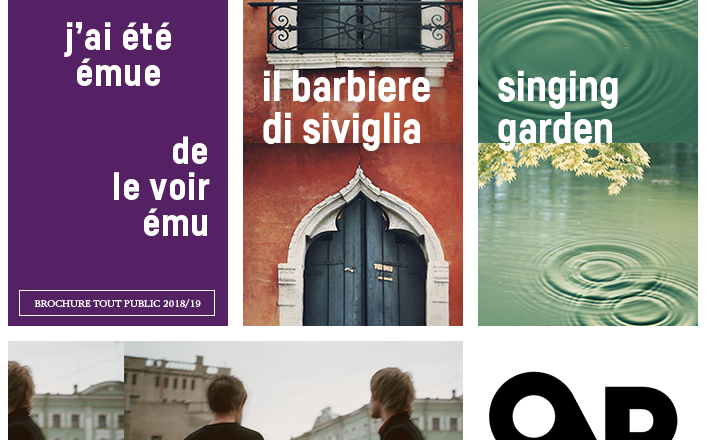 j'ai été
émue
de
le voir
ému
BROCHURE TOUT PUBLIC 2018/19
il barbiere
di siviglia
singing
garden